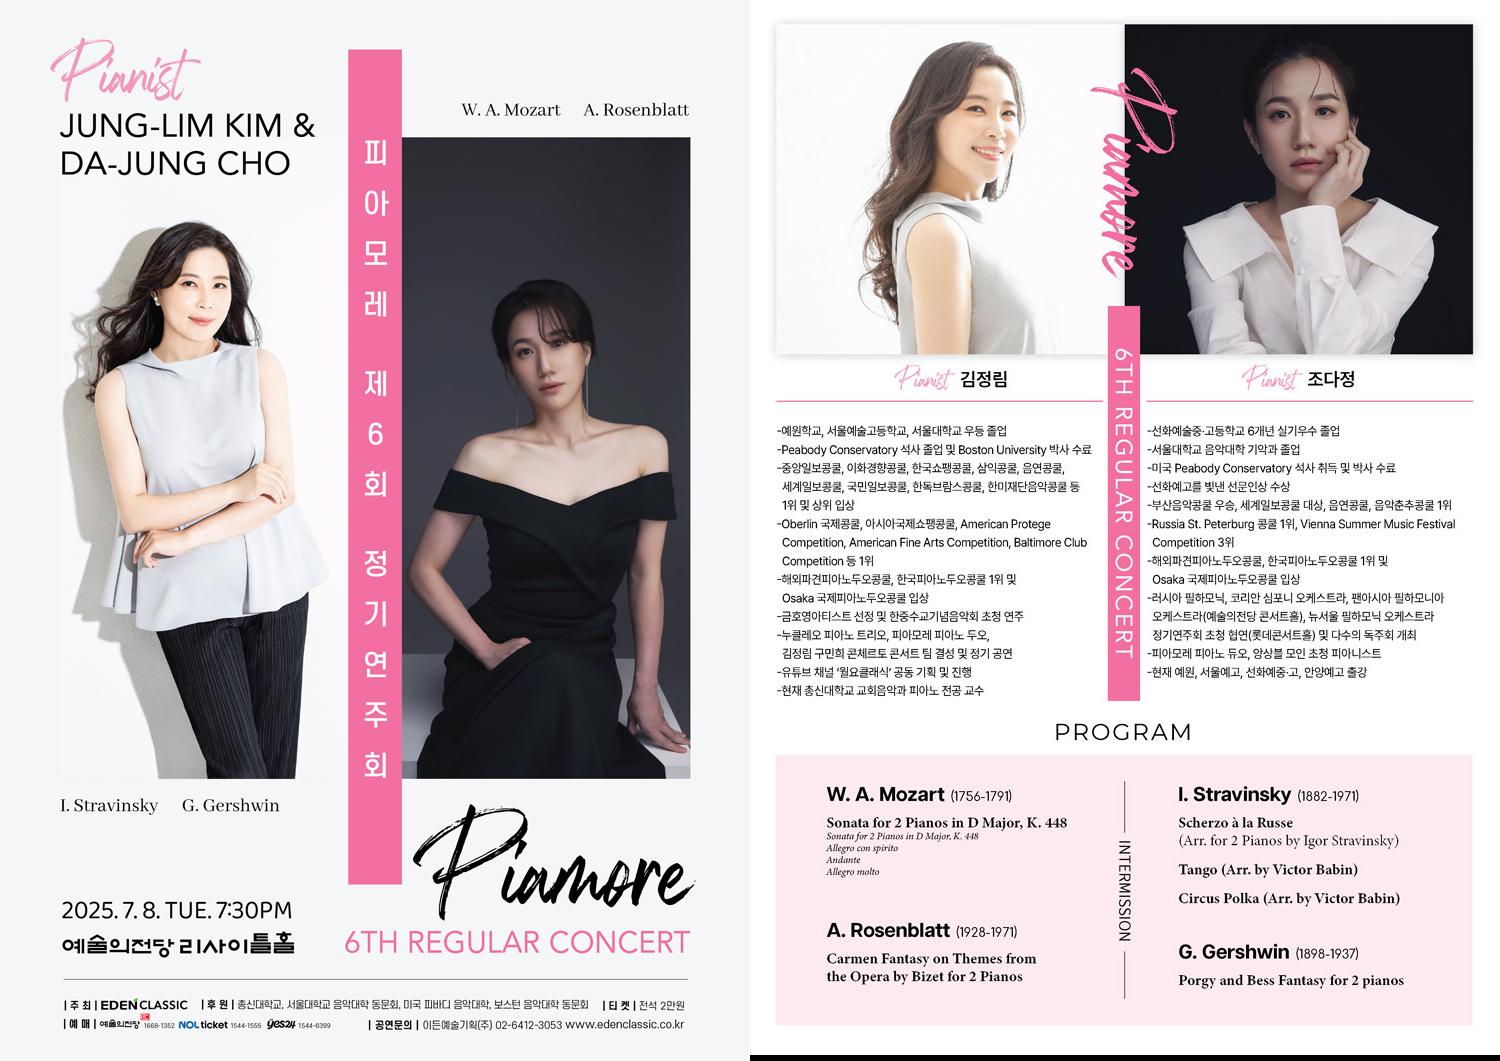 Pianist
JUNG-LIM KIM &
DA-JUNG CHO
W. A. Mozart A. Rosenblatt
피아모레 제6회 정기연주회
I. Stravinsky G. Gershwin
Piamore
6TH REGULAR CONCERT
2025. 7. 8. TUE. 7:30PM
예술의전당 리사이틀홀
| 주 최 | EDEN CLASSIC | 후 원 | 총신대학교, 서울대학교 음악대학 동문회, 미국 피바디 음악대학, 보스턴 음악대학 동문회 | 티 켓 | 전석 2만원
| 예 매 | 예술의전당 1668-1352 NOL ticket 1544-1555 yes24 1544-6399 | 공연문의 | 이든예술기획(주) 02-6412-3053 www.edenclassic.co.kr
Piamore
6TH REGULAR CONCERT
Pianist 김정림
-예원학교, 서울예술고등학교, 서울대학교 우등 졸업
-Peabody Conservatory 석사 졸업 및 Boston University 박사 수료
-중앙일보콩쿨, 이화경향콩쿨, 한국쇼팽콩쿨, 삼익콩쿨, 음연콩쿨,
세계일보콩쿨, 국민일보콩쿨, 한독브람스콩쿨, 한미재단음악콩쿨 등
1위 및 상위 입상
-Oberlin 국제콩쿨, 아시아국제쇼팽콩쿨, American Protege
Competition, American Fine Arts Competition, Baltimore Club
Competition 등 1위
-해외파견피아노두오콩쿨, 한국피아노두오콩쿨 1위 및
Osaka 국제피아노두오콩쿨 입상
-금호영아티스트 선정 및 한중수교기념음악회 초청 연주
-누클레오 피아노 트리오, 피아모레 피아노 듀오,
김정림 구민희 콘체르토 콘서트 팀 결성 및 정기 공연
-유튜브 채널 '월요클래식' 공동 기획 및 진행
-현재 총신대학교 교회음악과 피아노 전공 교수
Pianist 조다정
-선화예술중·고등학교 6개년 실기우수 졸업
-서울대학교 음악대학 기악과 졸업
-미국 Peabody Conservatory 석사 취득 및 박사 수료
-선화예고를 빛낸 선문인상 수상
-부산음악콩쿨 우승, 세계일보콩쿨 대상, 음연콩쿨, 음악춘추콩쿨 1위
-Russia St. Peterburg 콩쿨 1위, Vienna Summer Music Festival
Competition 3위
-해외파견피아노두오콩쿨, 한국피아노두오콩쿨 1위 및
Osaka 국제피아노두오콩쿨 입상
-러시아 필하모닉, 코리안 심포니 오케스트라, 팬아시아 필하모니아
오케스트라(예술의전당 콘서트홀), 뉴서울 필하모닉 오케스트라
정기연주회 초청 협연(롯데콘서트홀) 및 다수의 독주회 개최
-피아모레 피아노 듀오, 앙상블 모인 초청 피아니스트
-현재 예원, 서울예고, 선화예중·고, 안양예고 출강
PROGRAM
W. A. Mozart (1756-1791)
Sonata for 2 Pianos in D Major, K. 448
Sonata for 2 Pianos in D Major, K. 448
Allegro con spirito
Andante
Allegro molto
A. Rosenblatt (1928-1971)
Carmen Fantasy on Themes from
the Opera by Bizet for 2 Pianos
INTERMISSION
I. Stravinsky (1882-1971)
Scherzo à la Russe
(Arr. for 2 Pianos by Igor Stravinsky)
Tango (Arr. by Victor Babin)
Circus Polka (Arr. by Victor Babin)
G. Gershwin (1898-1937)
Porgy and Bess Fantasy for 2 pianos